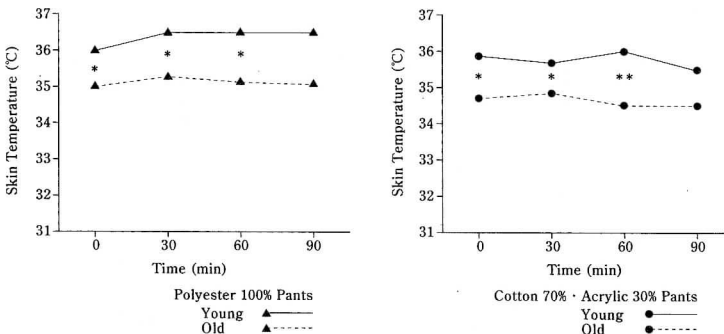 37
36
35
34
33
32
31
Skin Temperature (℃)
*
*
*
0 30 60 90
Time (min)
Polyester 100% Pants
Young
Old
37
36
35
34
33
32
31
Skin Temperature (℃)
*
*
**
0 30 60 90
Time (min)
Cotton 70% · Acrylic 30% Pants
Young
Old